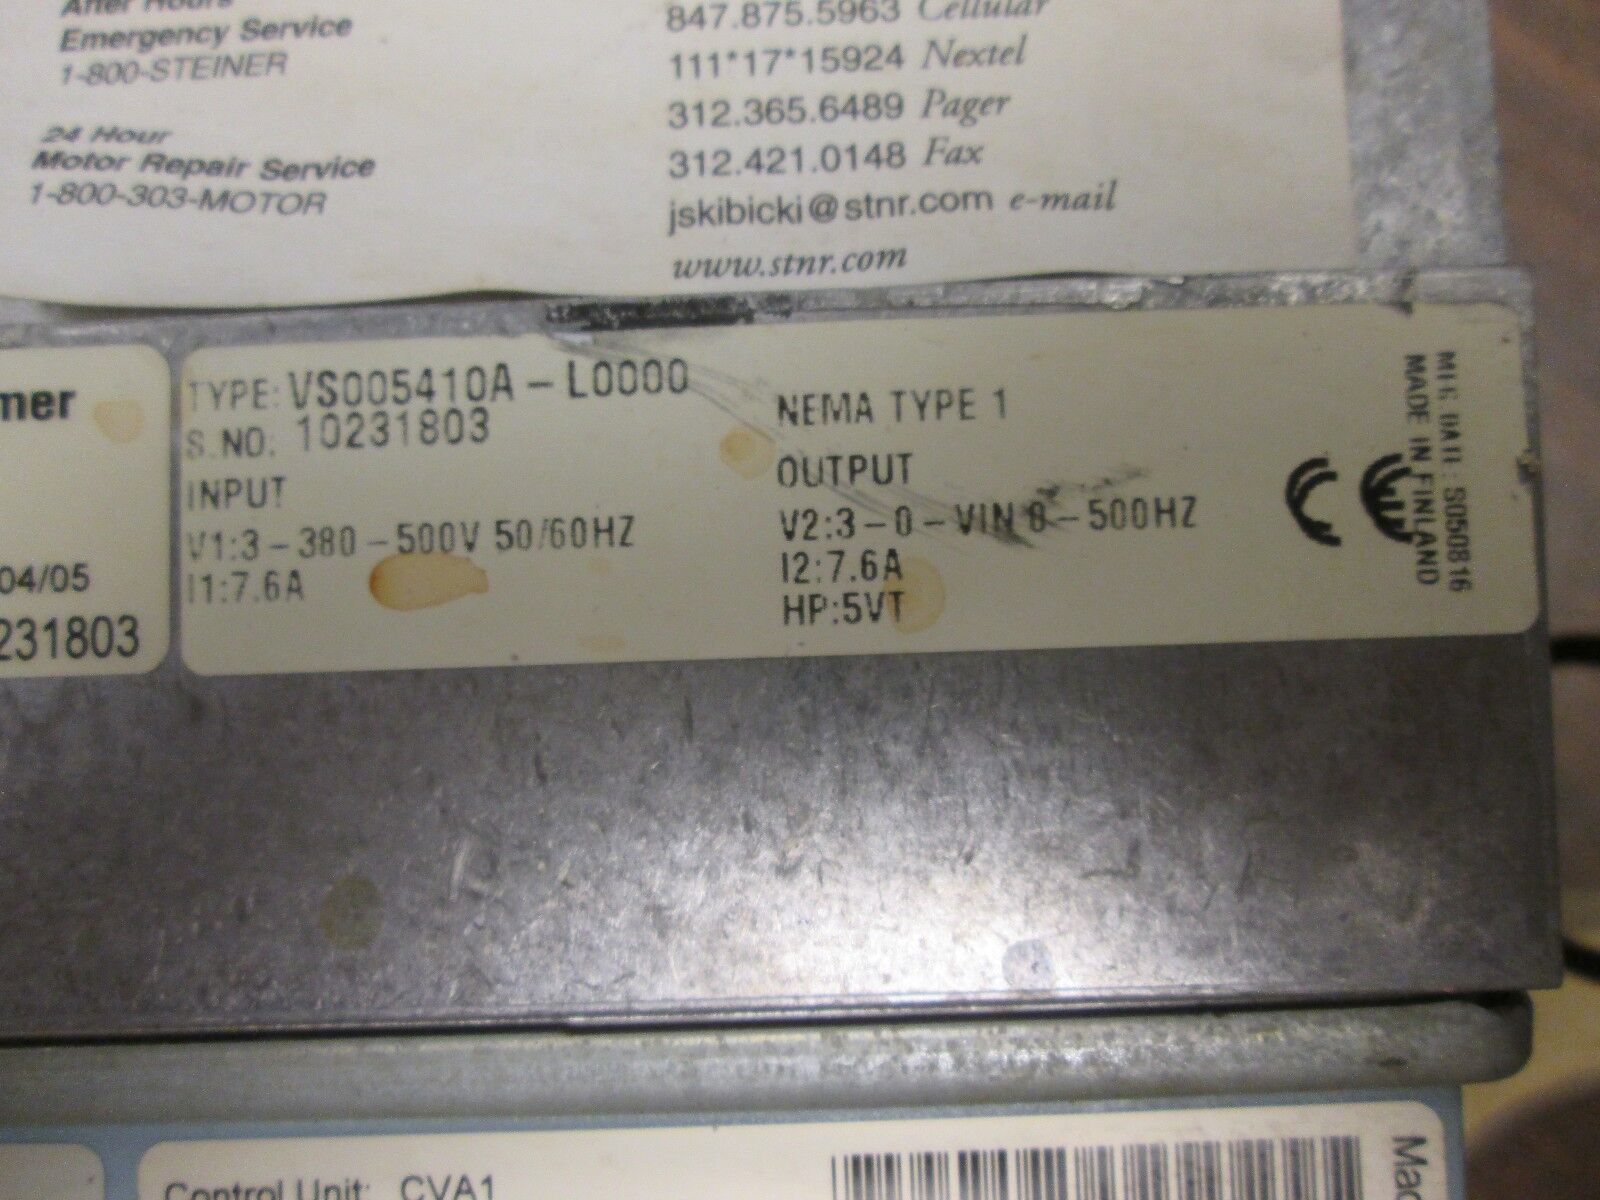 After Hours
Emergency Service
1-800-STEINER
24 Hour
Motor Repair Service
1-800-303-MOTOR
847.875.5963 Cellular
111*17*15924 Nextel
312.365.6489 Pager
312.421.0148 Fax
jskibicki@stnr.com e-mail
www.stnr.com
mer
04/05
231803
TYPE: VS005410A - L0000
S.NO: 10231803
INPUT
V1:3-380-500V 50/60HZ
I1:7.6A
NEMA TYPE 1
OUTPUT
V2:3-0-VIN 0-500HZ
I2:7.6A
HP:5VT
CE
MFG DATE: S050816
MADE IN FINLAND
Control Unit: CVA1
Mad